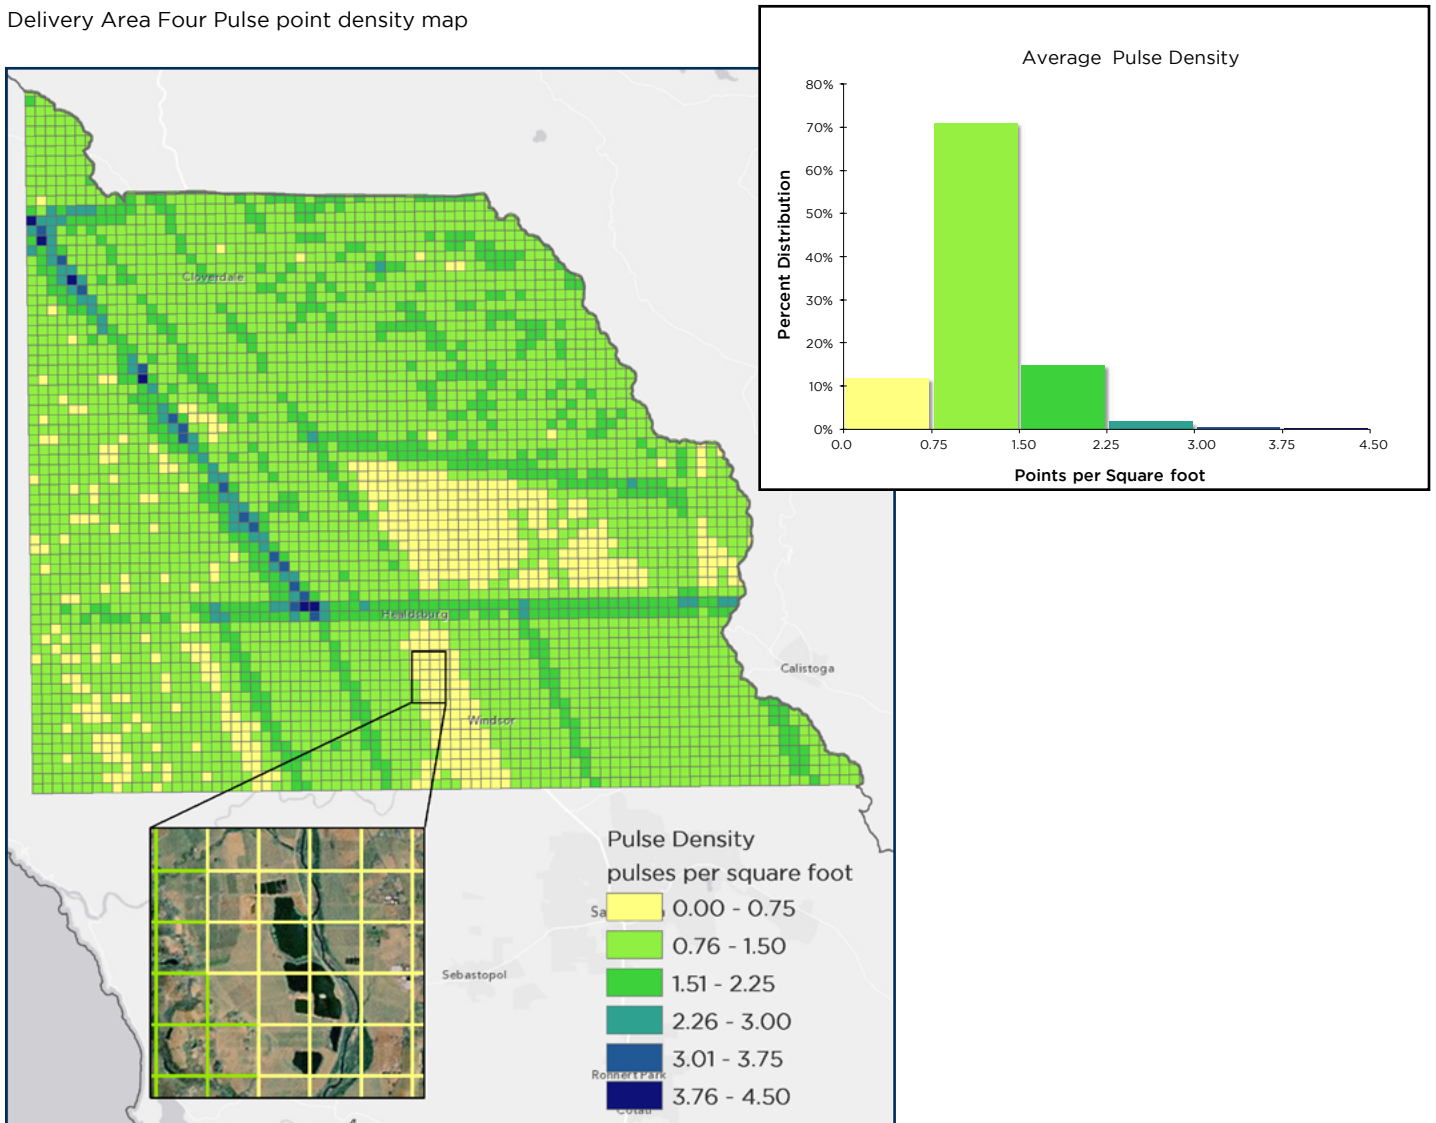 Delivery Area Four Pulse point density map
Average Pulse Density
80%
70%
60%
50%
40%
30%
20%
10%
0%
Percent Distribution
0.0
0.75
1.50
2.25
3.00
3.75
4.50
Points per Square foot
Cloverdale
Healdsburg
Calistoga
Windsor
Sebastopol
Pulse Density
pulses per square foot
0.00 - 0.75
0.76 - 1.50
1.51 - 2.25
2.26 - 3.00
3.01 - 3.75
3.76 - 4.50
Rohnert Park
Cotati